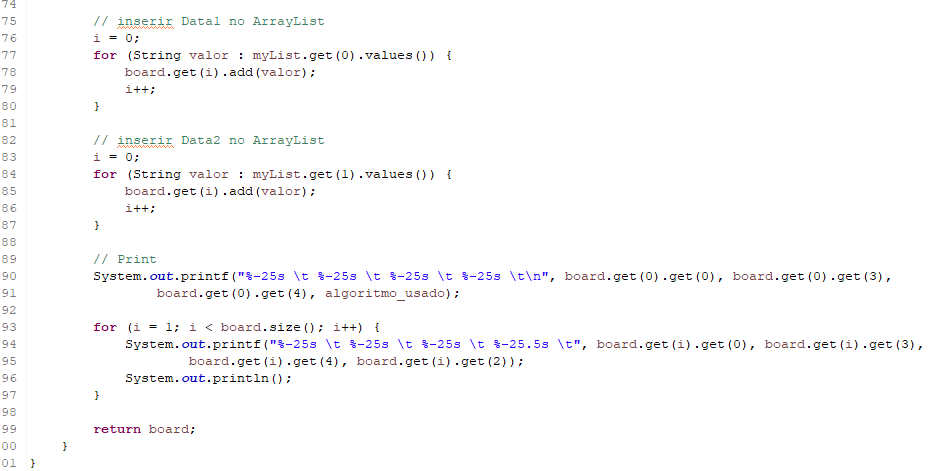 74
75 // inserir Data1 no ArrayList
76 i = 0;
77 for (String valor : myList.get(0).values()) {
78 board.get(i).add(valor);
79 i++;
80 }
81
82 // inserir Data2 no ArrayList
83 i = 0;
84 for (String valor : myList.get(1).values()) {
85 board.get(i).add(valor);
86 i++;
87 }
88
89 // Print
90 System.out.printf("%-25s \t %-25s \t %-25s \t %-25s \t\n", board.get(0).get(0), board.get(0).get(3),
91 board.get(0).get(4), algoritmo_usado);
92
93 for (i = 1; i < board.size(); i++) {
94 System.out.printf("%-25s \t %-25s \t %-25s \t %-25.5s \t", board.get(i).get(0), board.get(i).get(3),
95 board.get(i).get(4), board.get(i).get(2));
96 System.out.println();
97 }
98
99 return board;
00 }
01 }